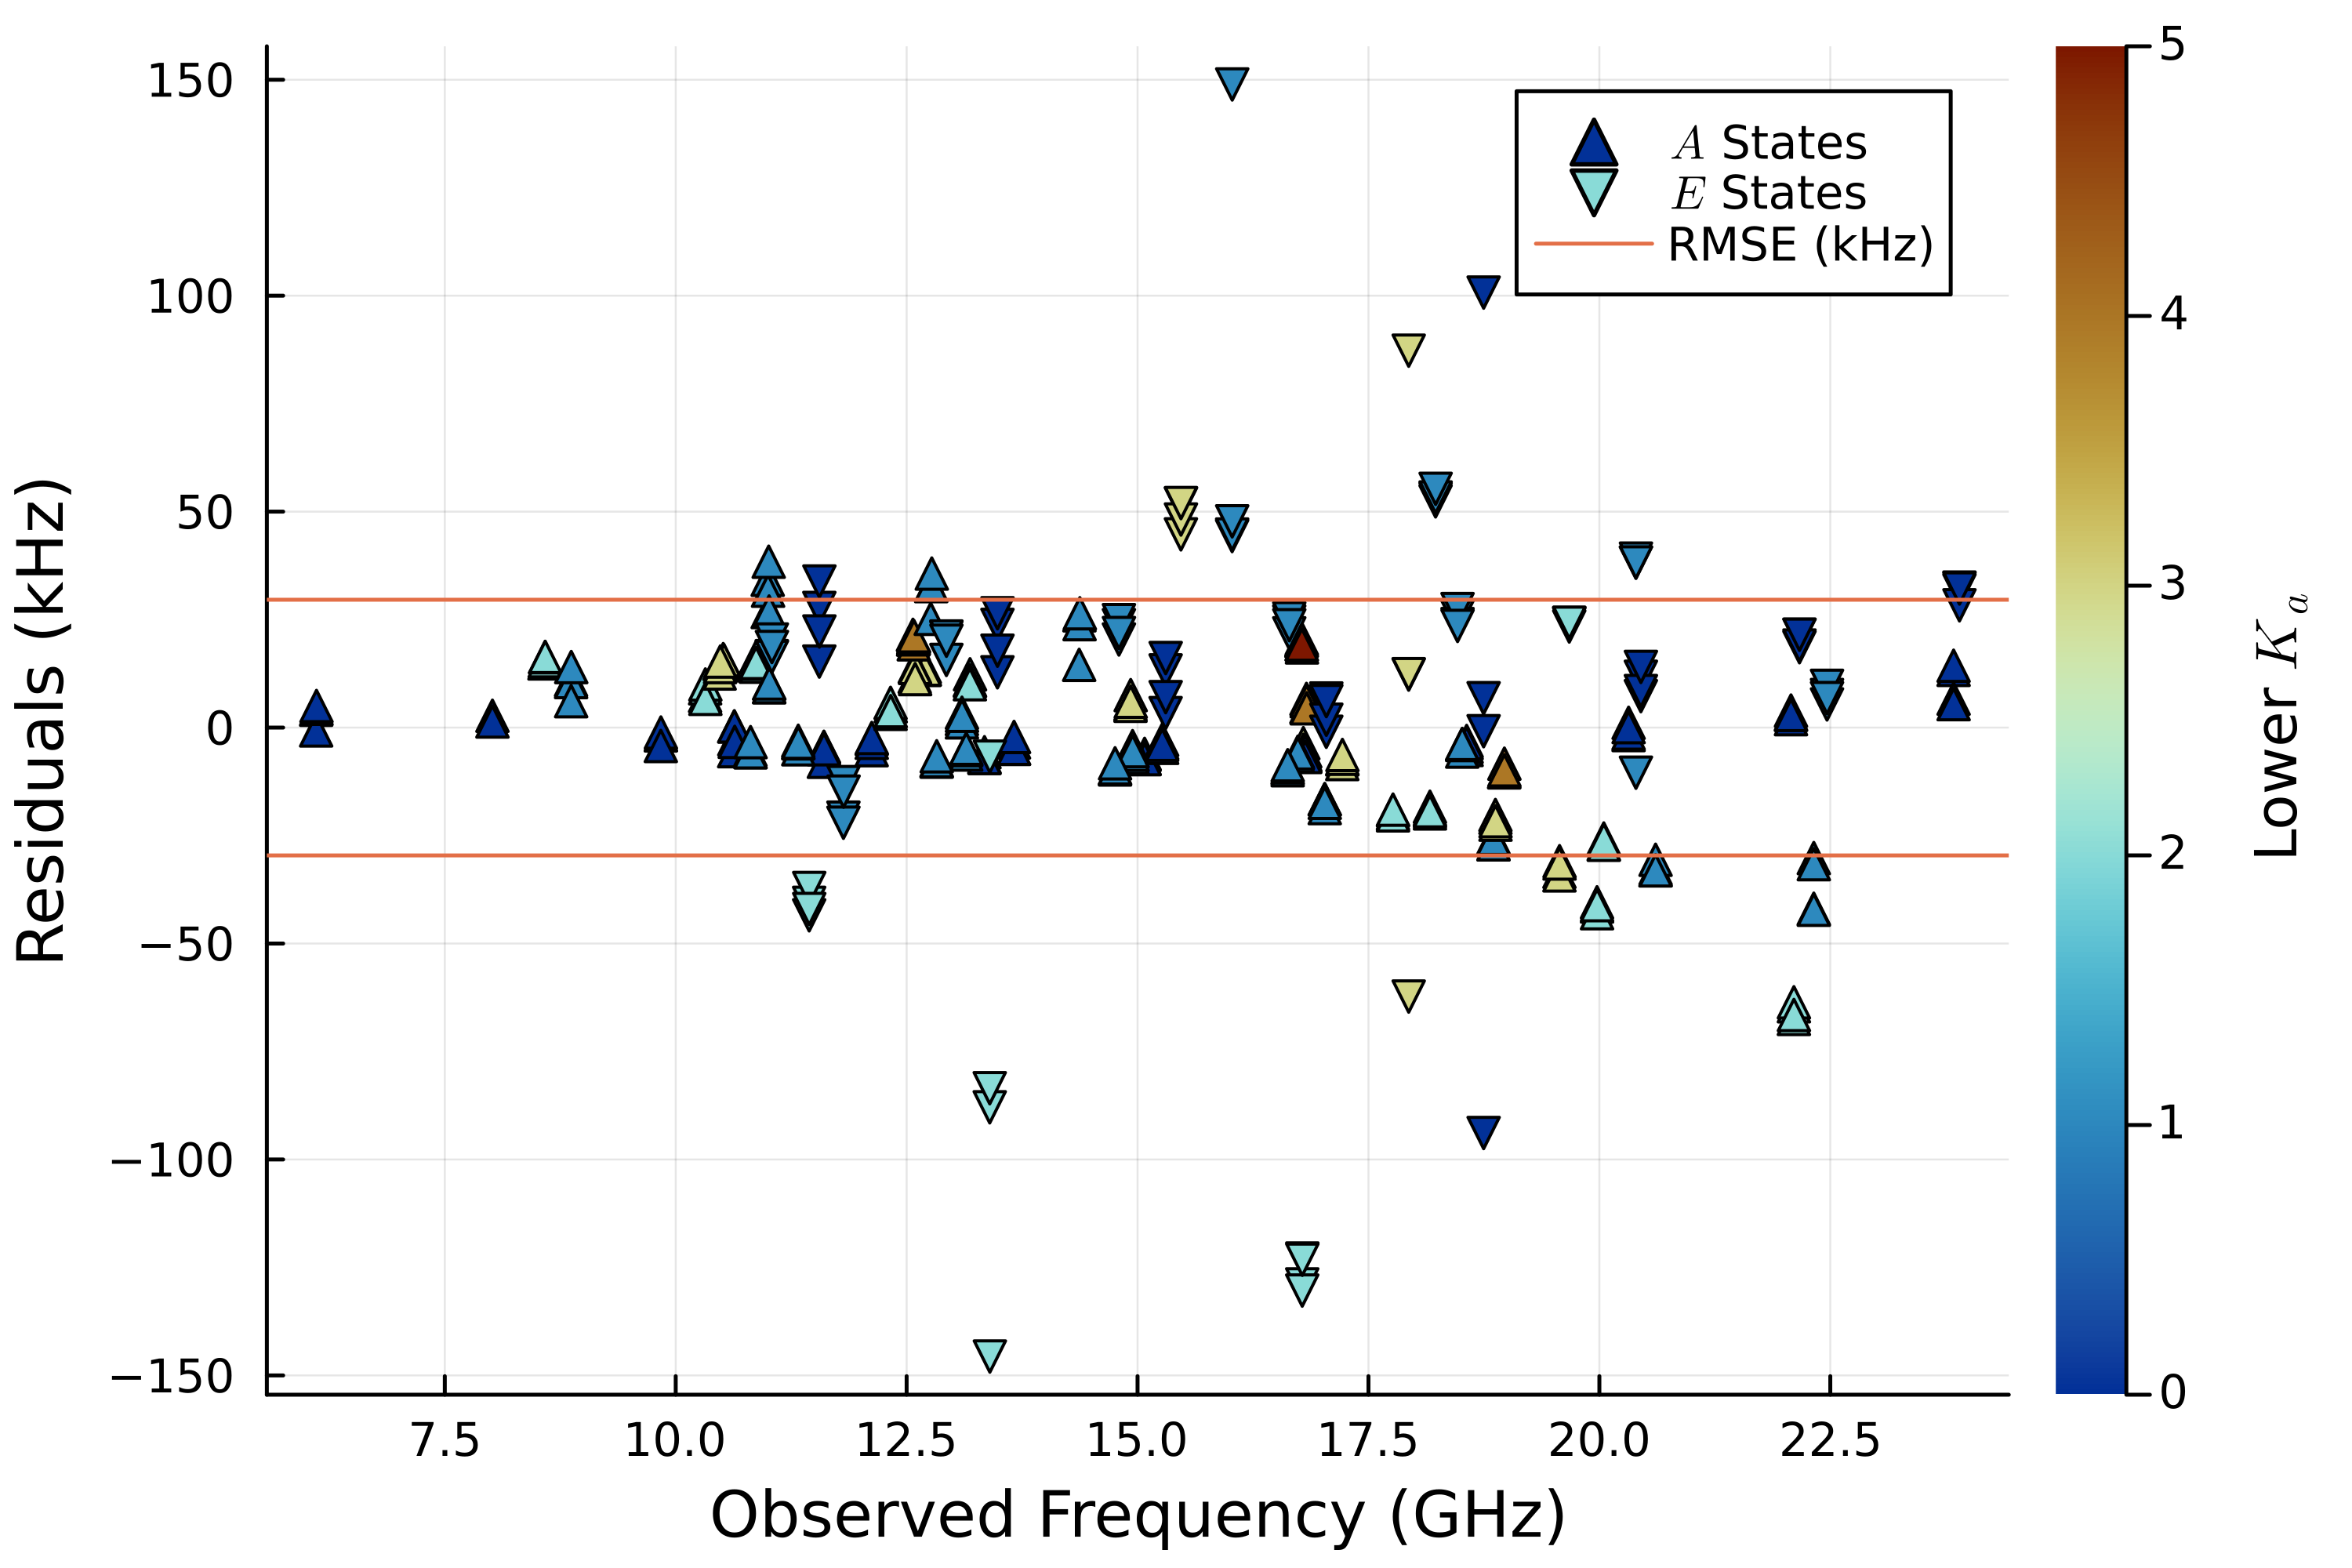 150
100
50
0
−50
−100
−150
Residuals (kHz)
7.5 10.0 12.5 15.0 17.5 20.0 22.5
Observed Frequency (GHz)
A States
E States
RMSE (kHz)
5
4
3
2
1
0
Lower Ka